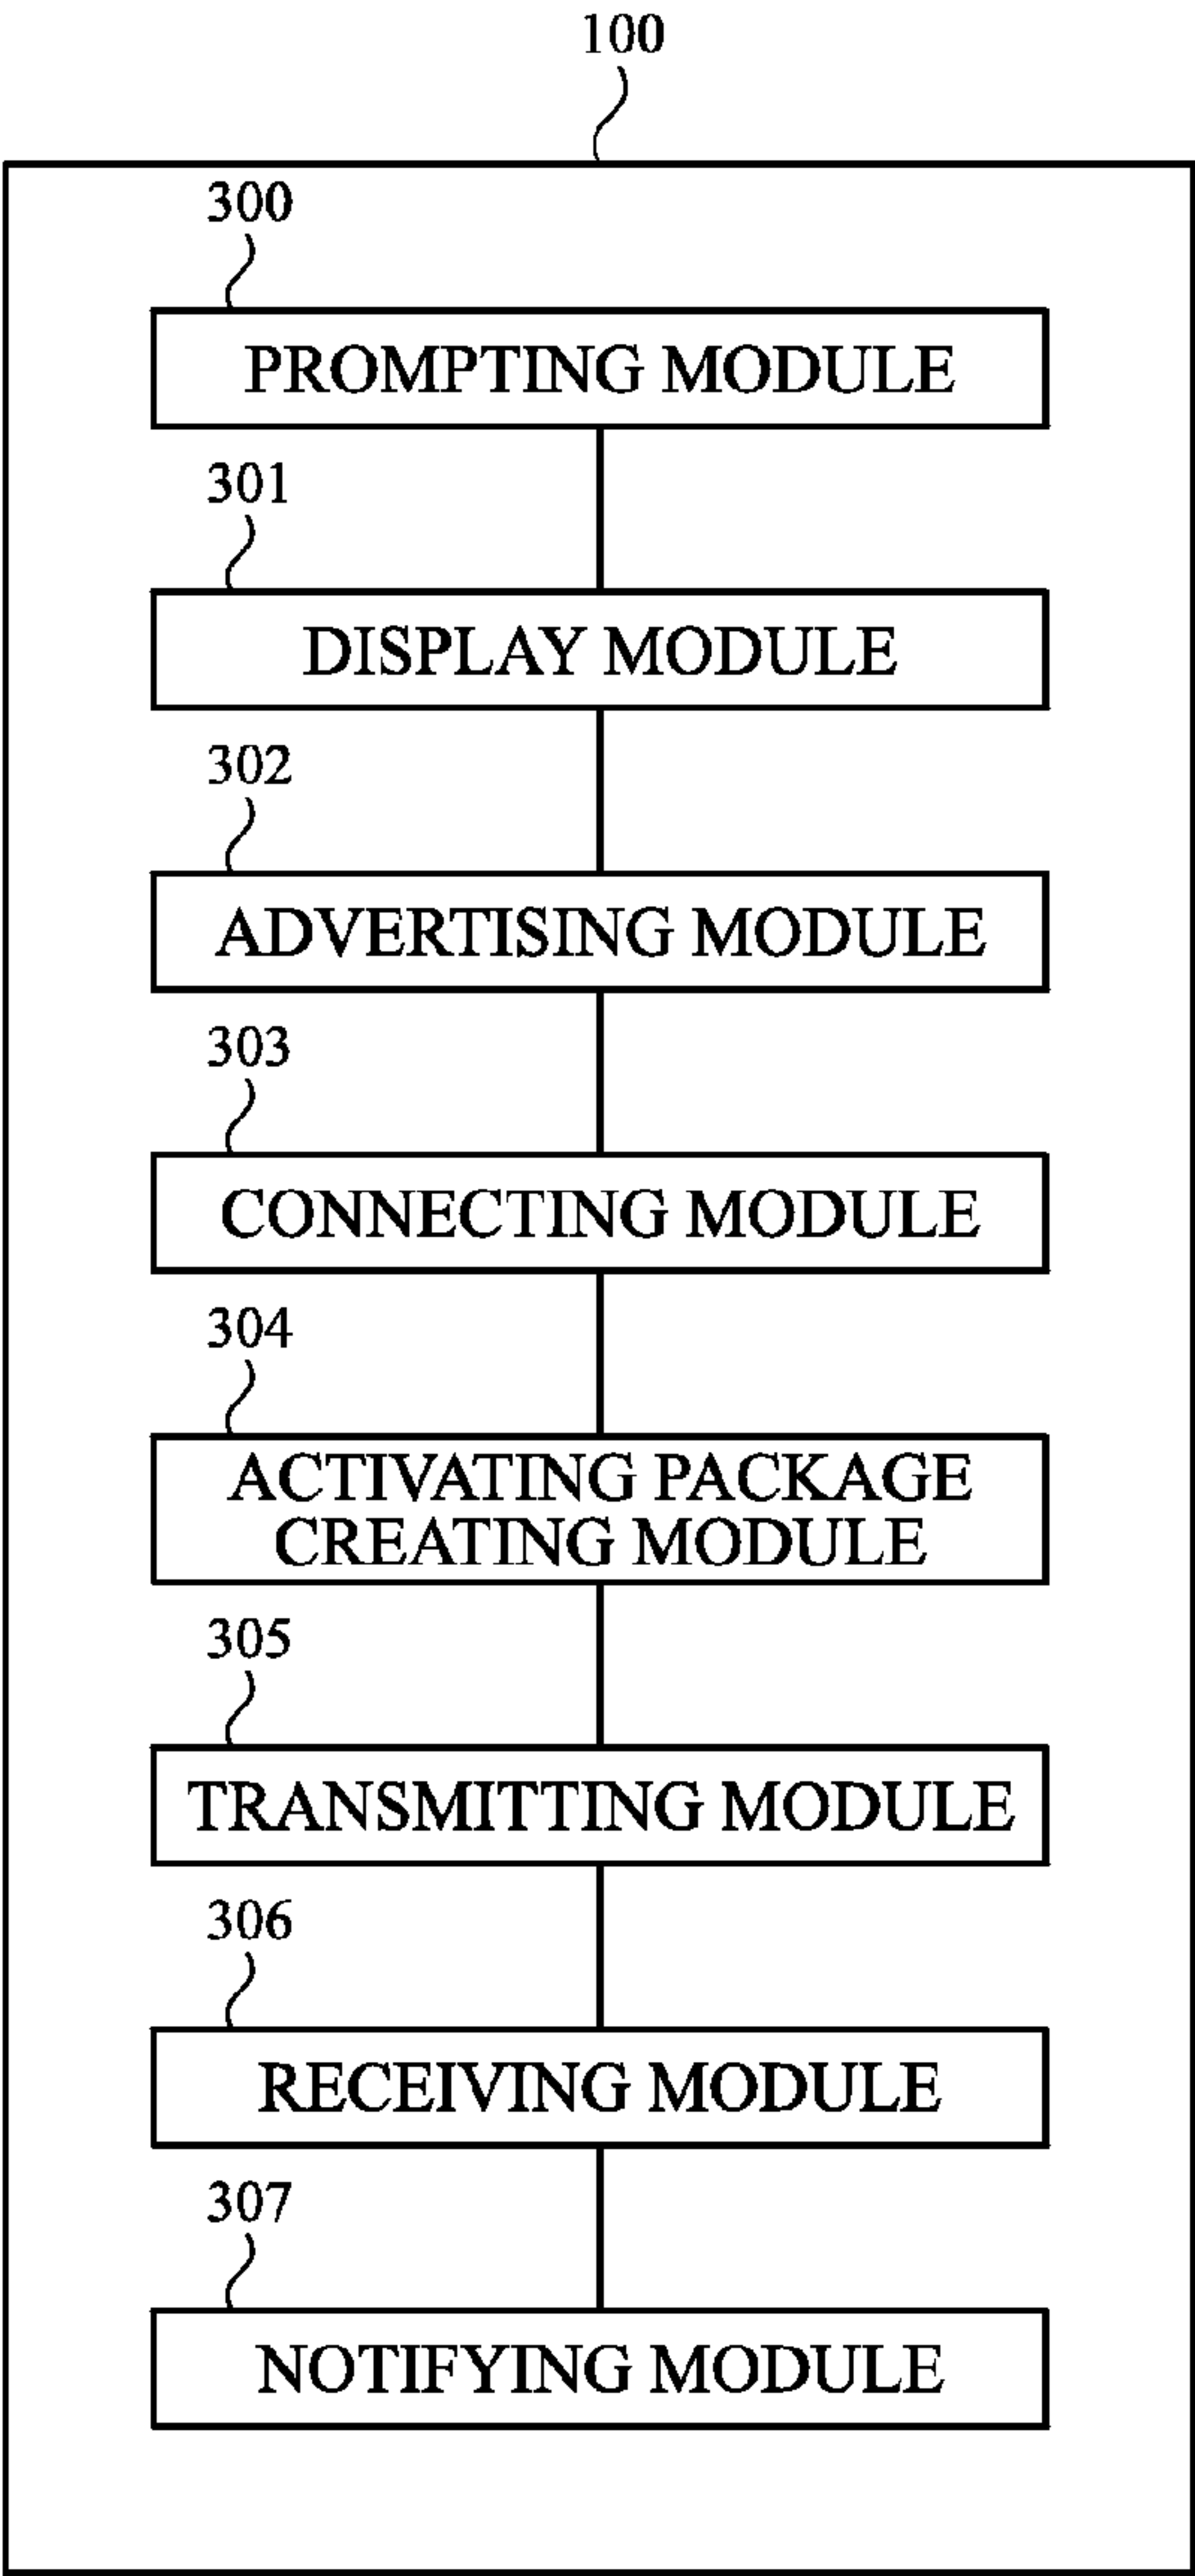 100
300
PROMPTING MODULE
301
DISPLAY MODULE
302
ADVERTISING MODULE
303
CONNECTING MODULE
304
ACTIVATING PACKAGE
CREATING MODULE
305
TRANSMITTING MODULE
306
RECEIVING MODULE
307
NOTIFYING MODULE